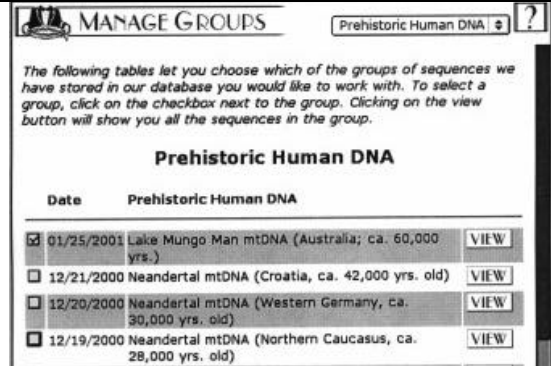 MANAGE GROUPS
Prehistoric Human DNA
?
The following tables let you choose which of the groups of sequences we
have stored in our database you would like to work with. To select a
group, click on the checkbox next to the group. Clicking on the view
button will show you all the sequences in the group.
Prehistoric Human DNA
Date Prehistoric Human DNA
01/25/2001 Lake Mungo Man mtDNA (Australia; ca. 60,000 VIEW
yrs.)
12/21/2000 Neandertal mtDNA (Croatia, ca. 42,000 yrs. old) VIEW
12/20/2000 Neandertal mtDNA (Western Germany, ca. VIEW
30,000 yrs. old)
12/19/2000 Neandertal mtDNA (Northern Caucasus, ca. VIEW
28,000 yrs. old)